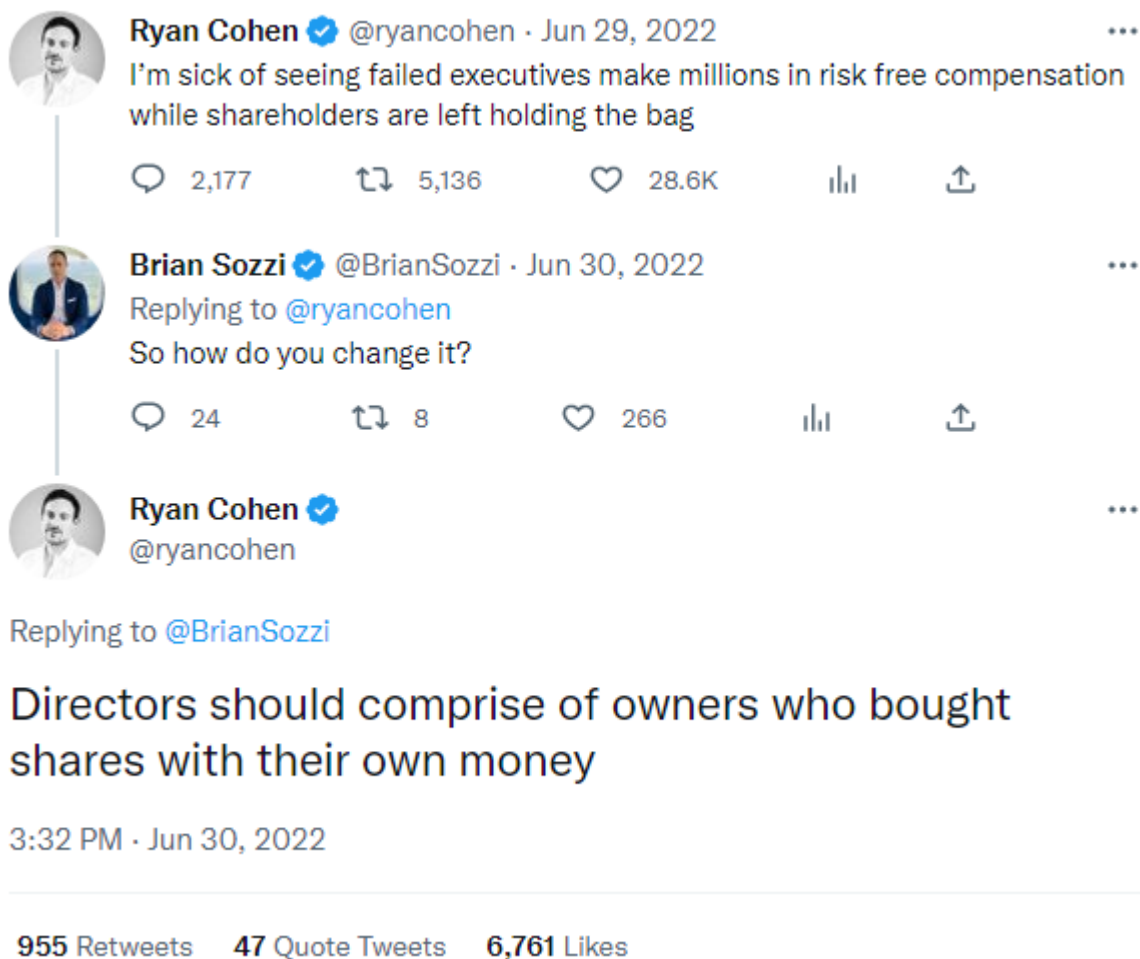 Ryan Cohen @ryancohen · Jun 29, 2022
I'm sick of seeing failed executives make millions in risk free compensation
while shareholders are left holding the bag
2,177 5,136 28.6K
Brian Sozzi @BrianSozzi · Jun 30, 2022
Replying to @ryancohen
So how do you change it?
24 8 266
Ryan Cohen
@ryancohen
Replying to @BrianSozzi
Directors should comprise of owners who bought
shares with their own money
3:32 PM · Jun 30, 2022
955 Retweets 47 Quote Tweets 6,761 Likes